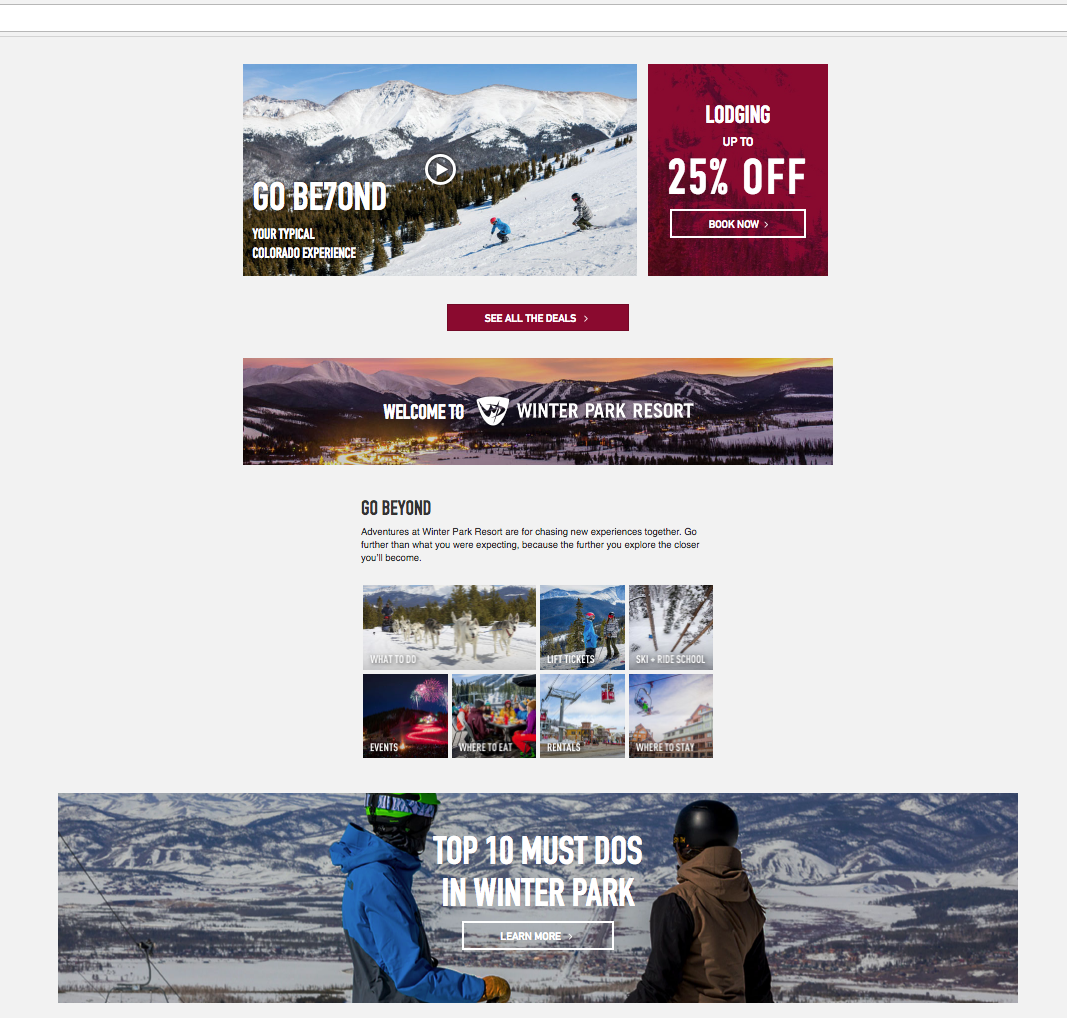 GO BE7OND
YOUR TYPICAL
COLORADO EXPERIENCE
LODGING
UP TO
25% OFF
BOOK NOW >
SEE ALL THE DEALS >
WELCOME TO WINTER PARK RESORT
GO BEYOND
Adventures at Winter Park Resort are for chasing new experiences together. Go
further than what you were expecting, because the further you explore the closer
you'll become.
WHAT TO DO
LIFT TICKETS
SKI + RIDE SCHOOL
EVENTS
WHERE TO EAT
RENTALS
WHERE TO STAY
TOP 10 MUST DOS
IN WINTER PARK
LEARN MORE >